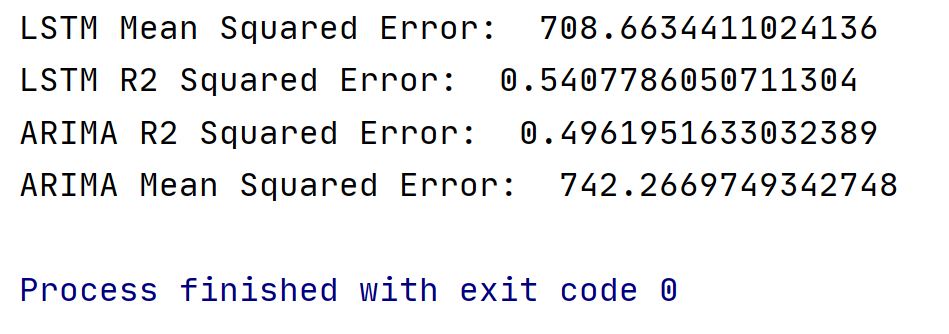 LSTM Mean Squared Error:  708.6634411024136
LSTM R2 Squared Error:  0.5407786050711304
ARIMA R2 Squared Error:  0.4961951633032389
ARIMA Mean Squared Error:  742.2669749342748
Process finished with exit code 0